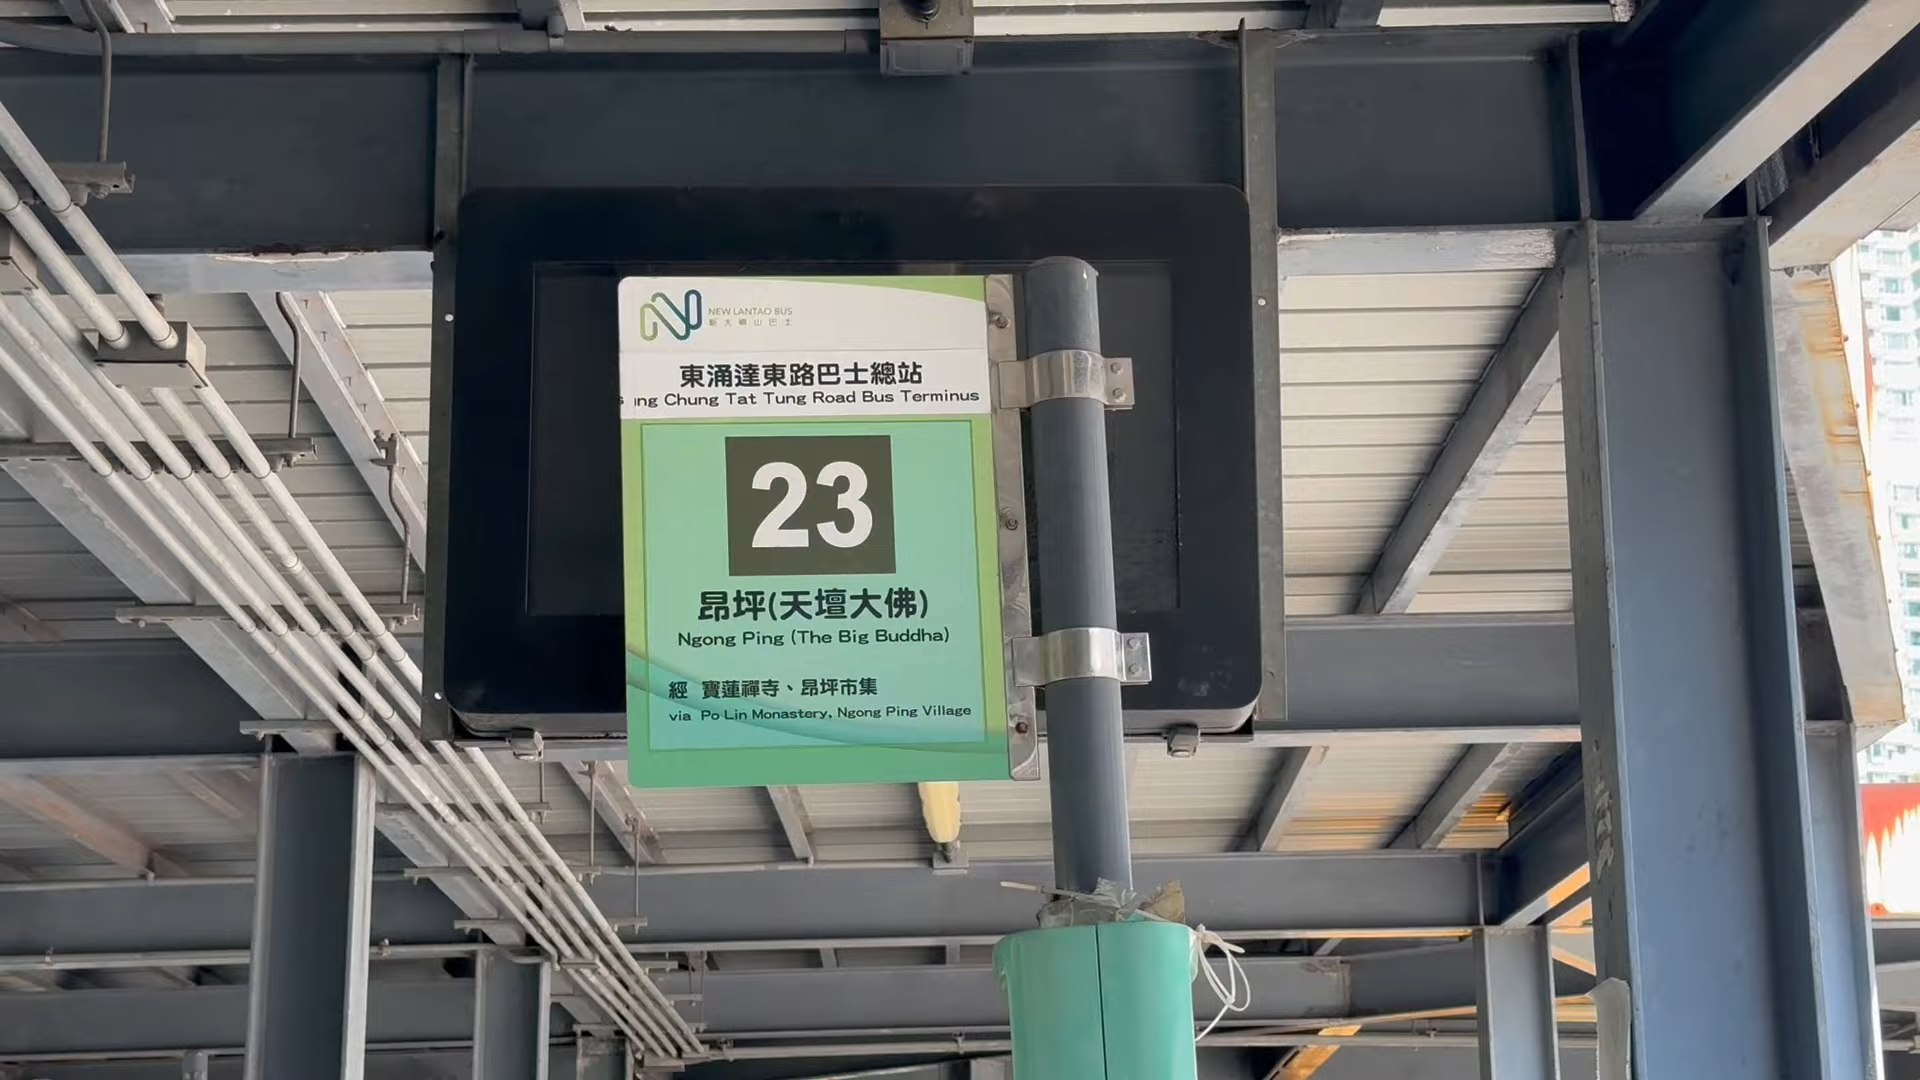 NEW LANTAO BUS
新大嶼山巴士
東涌達東路巴士總站
ng Chung Tat Tung Road Bus Terminus
23
昂坪(天壇大佛)
Ngong Ping (The Big Buddha)
經 寶蓮禪寺、昂坪市集
via Po Lin Monastery, Ngong Ping Village